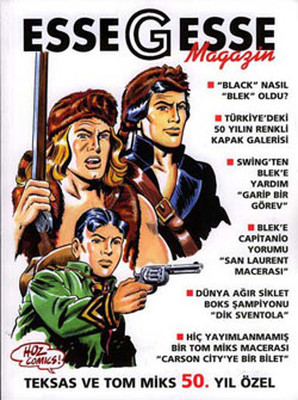 ESSEGESSE
Magazin
"BLACK" NASIL
"BLEK" OLDU?
TÜRKİYE'DEKİ
50 YILIN RENKLİ
KAPAK GALERİSİ
SWING'TEN
BLEK'E
YARDIM
"GARİP BİR
GÖREV"
BLEK'E
CAPITANIO
YORUMU
"SAN LAURENT
MACERASI"
DÜNYA AĞIR SİKLET
BOKS ŞAMPİYONU
"DİK SVENTOLA"
HİÇ YAYIMLANMAMIŞ
BİR TOM MİKS MACERASI
"CARSON CITY'YE BİR BİLET"
HOZ
COMICS!
TEKSAS VE TOM MİKS 50. YIL ÖZEL